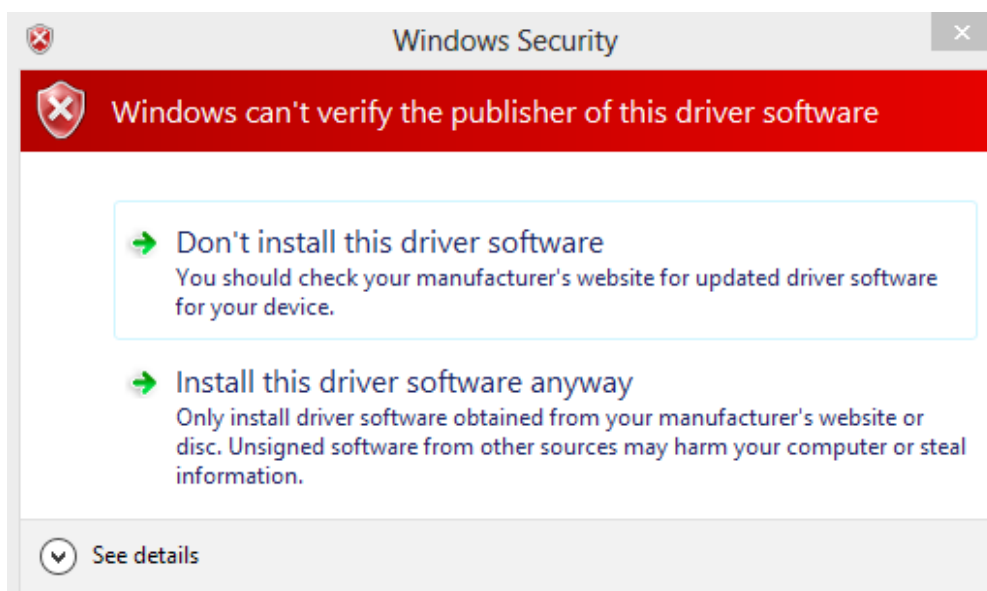 Windows Security
Windows can't verify the publisher of this driver software
Don't install this driver software
You should check your manufacturer's website for updated driver software
for your device.
Install this driver software anyway
Only install driver software obtained from your manufacturer's website or
disc. Unsigned software from other sources may harm your computer or steal
information.
See details